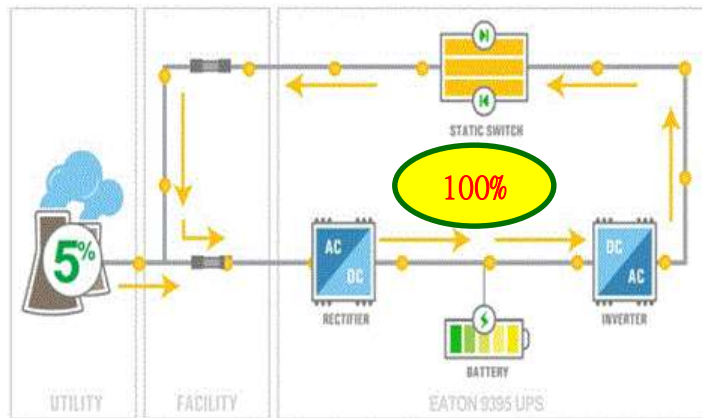 STATIC SWITCH
100%
5%
AC
DC
DC
AC
RECTIFIER
INVERTER
BATTERY
UTILITY
FACILITY
EATON 9395 UPS